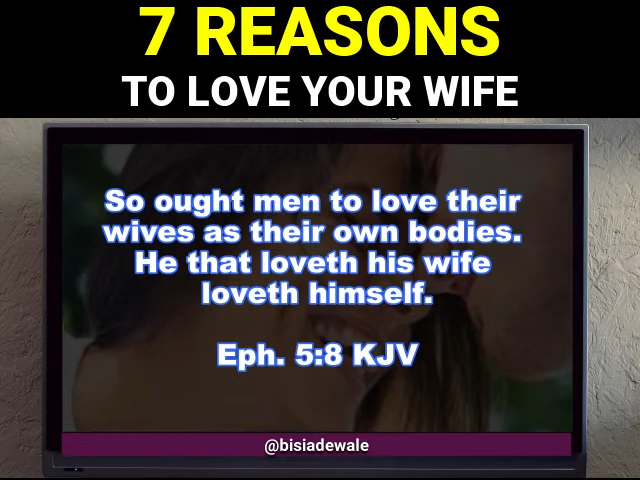 7 REASONS
TO LOVE YOUR WIFE
So ought men to love their
wives as their own bodies.
He that loveth his wife
loveth himself.
Eph. 5:8 KJV
@bisiadewale